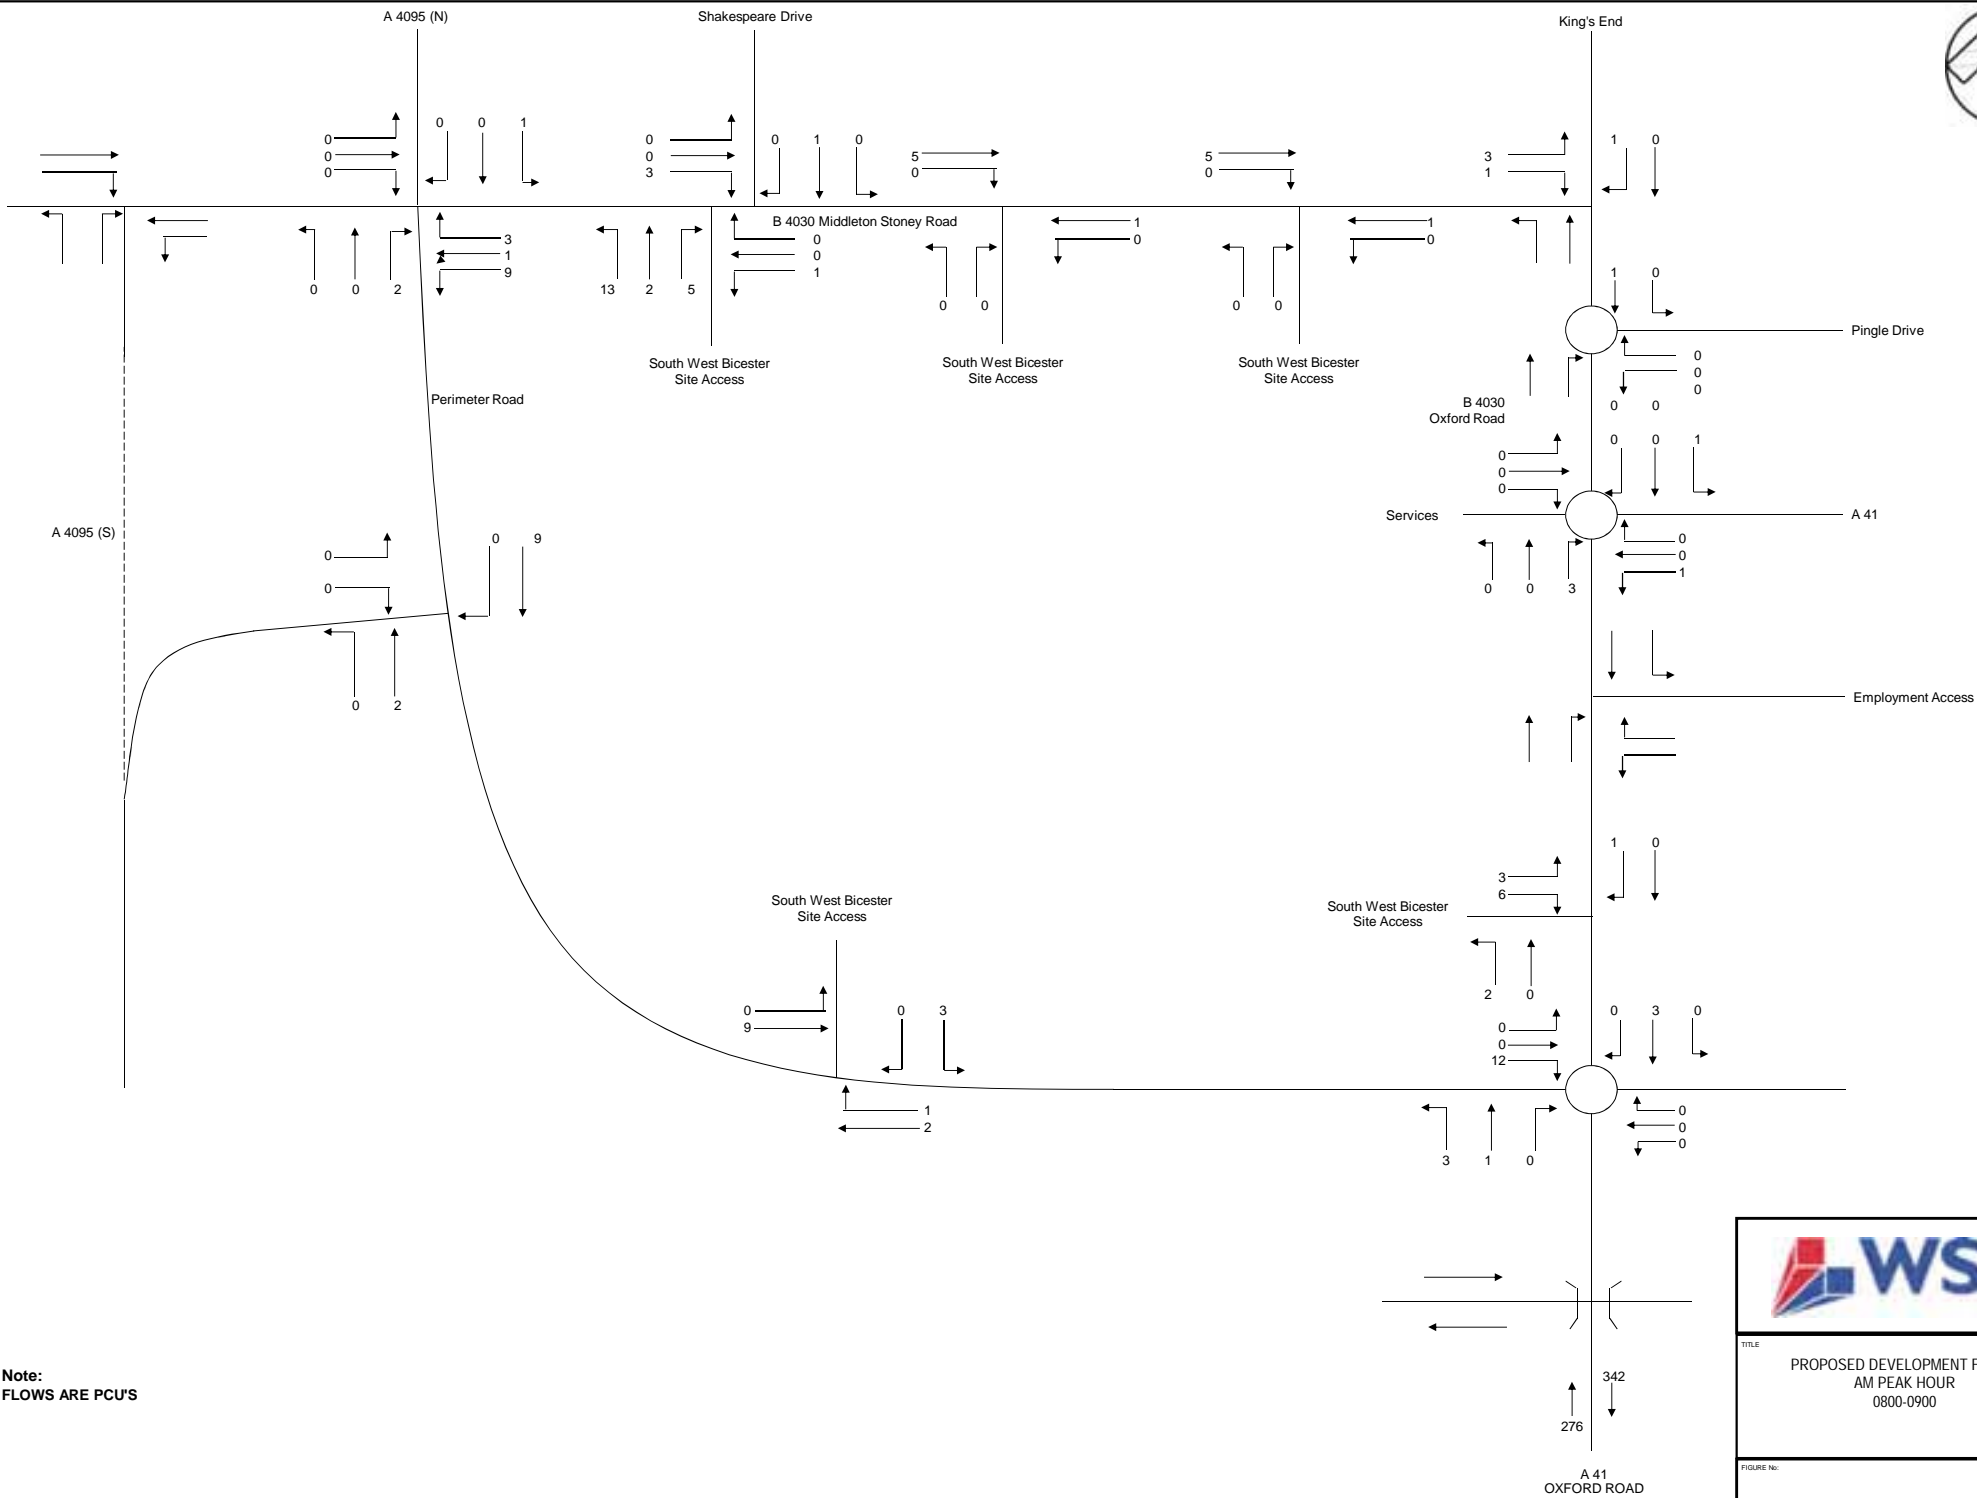 A 4095 (N)
Shakespeare Drive
King's End
0 0 1
0
0
0
0 1 0
0
0
3
5
0
5
0
3
1
1 0
B 4030 Middleton Stoney Road
3
1
9
0 0 2
0
0
1
13 2 5
1
0
0 0
1
0
0 0
1 0
South West Bicester
Site Access
South West Bicester
Site Access
South West Bicester
Site Access
Pingle Drive
0
0
0
Perimeter Road
B 4030
Oxford Road
0 0
0 0 1
0
0
0
Services
A 41
A 4095 (S)
0
0
0 9
0
0
1
0 0 3
0 2
Employment Access
1 0
3
6
South West Bicester
Site Access
South West Bicester
Site Access
2 0
0
9
0 3
0
0
12
0 3 0
1
2
0
0
0
3 1 0
WS
TITLE
PROPOSED DEVELOPMENT
AM PEAK HOUR
0800-0900
Note:
FLOWS ARE PCU'S
342
276
FIGURE No:
A 41
OXFORD ROAD